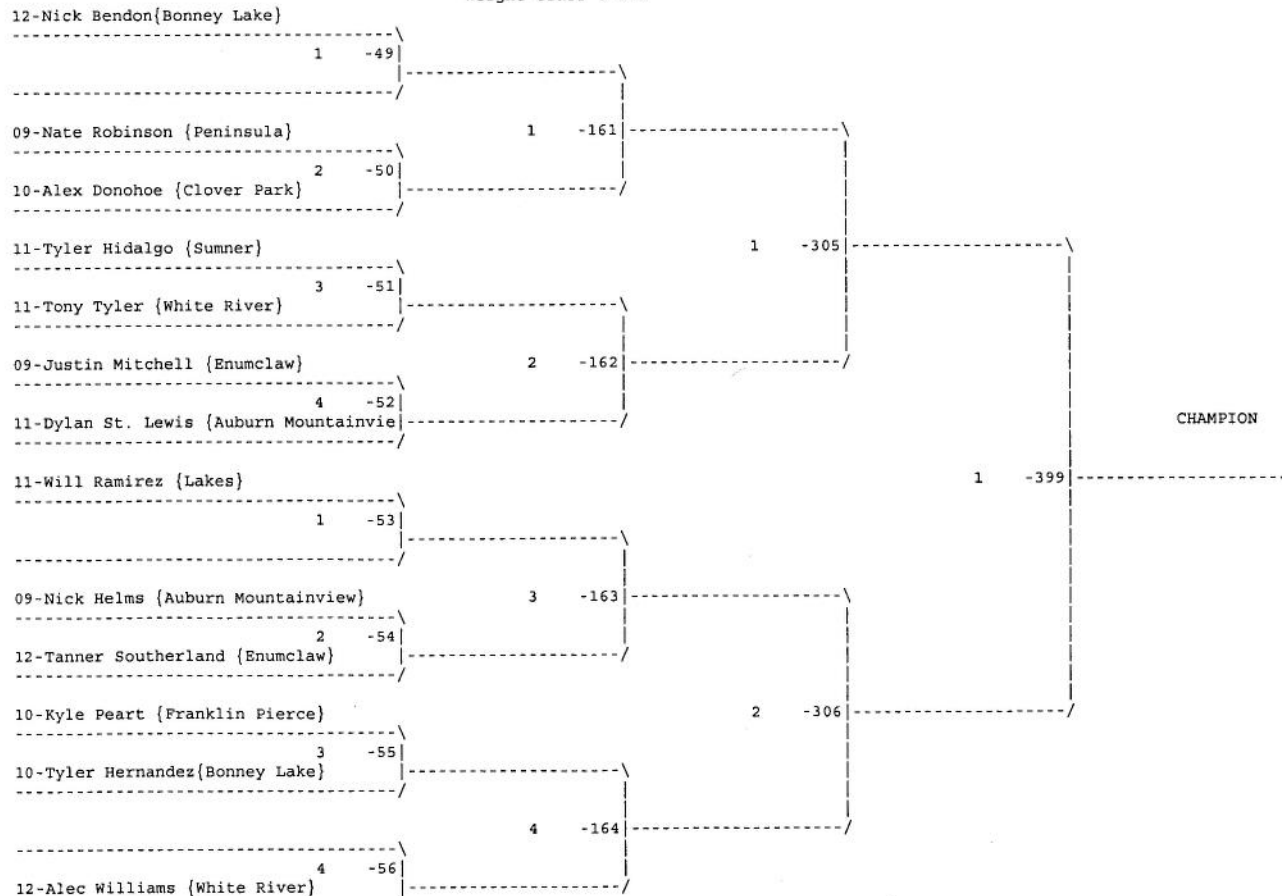 12-Nick Bendon{Bonney Lake}
1 -49
09-Nate Robinson {Peninsula}
1 -161
2 -50
10-Alex Donohoe {Clover Park}
11-Tyler Hidalgo {Sumner}
1 -305
3 -51
11-Tony Tyler {White River}
09-Justin Mitchell {Enumclaw}
2 -162
4 -52
11-Dylan St. Lewis {Auburn Mountainvie
CHAMPION
11-Will Ramirez {Lakes}
1 -399
1 -53
09-Nick Helms {Auburn Mountainview}
3 -163
2 -54
12-Tanner Southerland {Enumclaw}
10-Kyle Peart {Franklin Pierce}
2 -306
3 -55
10-Tyler Hernandez{Bonney Lake}
4 -164
4 -56
12-Alec Williams {White River}